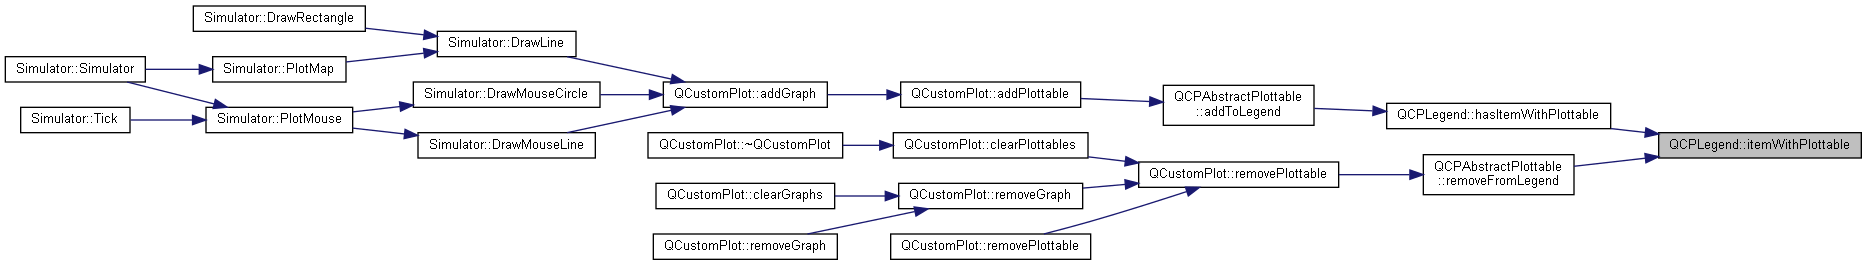 Simulator::DrawRectangle
Simulator::DrawLine
Simulator::Simulator
Simulator::PlotMap
Simulator::DrawMouseCircle
QCustomPlot::addGraph
QCustomPlot::addPlottable
QCPAbstractPlottable
::addToLegend
QCPLegend::hasItemWithPlottable
Simulator::Tick
Simulator::PlotMouse
Simulator::DrawMouseLine
QCustomPlot::~QCustomPlot
QCustomPlot::clearPlottables
QCPLegend::itemWithPlottable
QCustomPlot::removePlottable
QCPAbstractPlottable
::removeFromLegend
QCustomPlot::clearGraphs
QCustomPlot::removeGraph
QCustomPlot::removeGraph
QCustomPlot::removePlottable